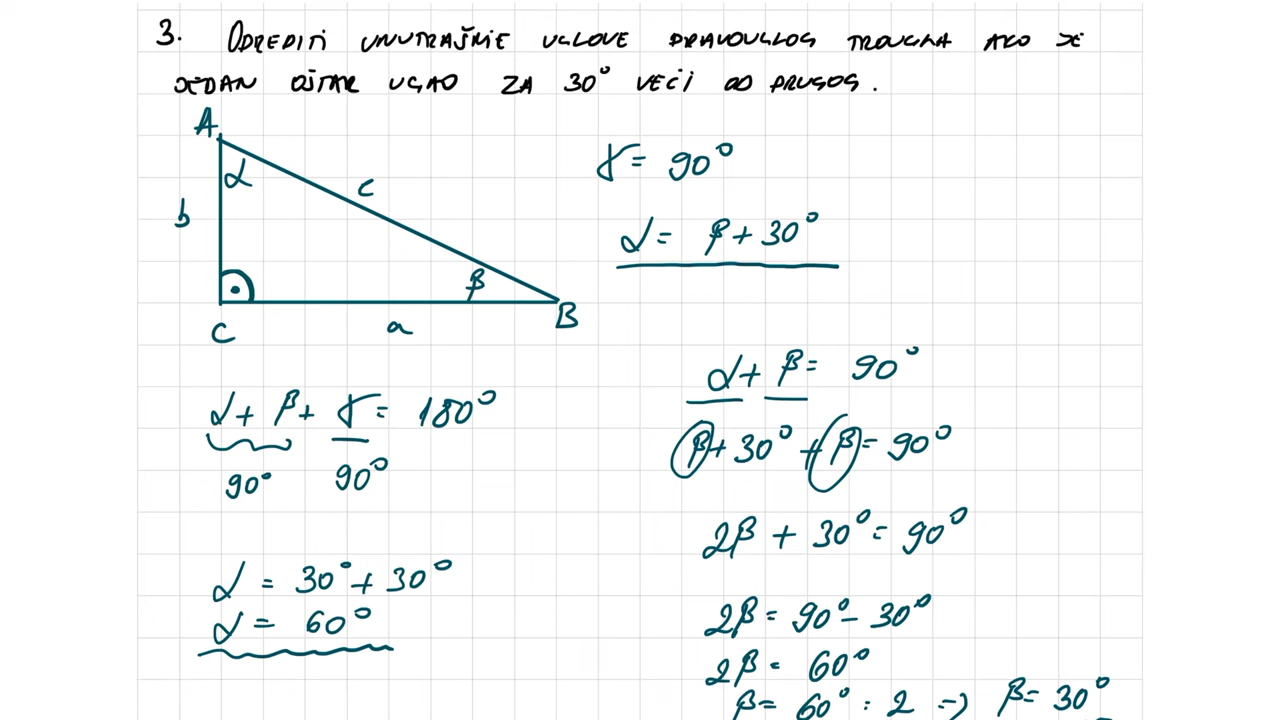 3. ODREDITI UNUTRAŠNJE UGLOVE PRAVOUGLOG TROUGLA AKO JE
JEDAN OŠTAR UGAO ZA 30° VEĆI OD DRUGOG.
A
α
b
c
β
C
a
B
γ = 90°
α = β + 30°
α + β + γ = 180°
90° 90°
α = 30° + 30°
α = 60°
α + β = 90°
β + 30° + β = 90°
2β + 30° = 90°
2β = 90° - 30°
2β = 60°
β = 60° : 2 => β = 30°